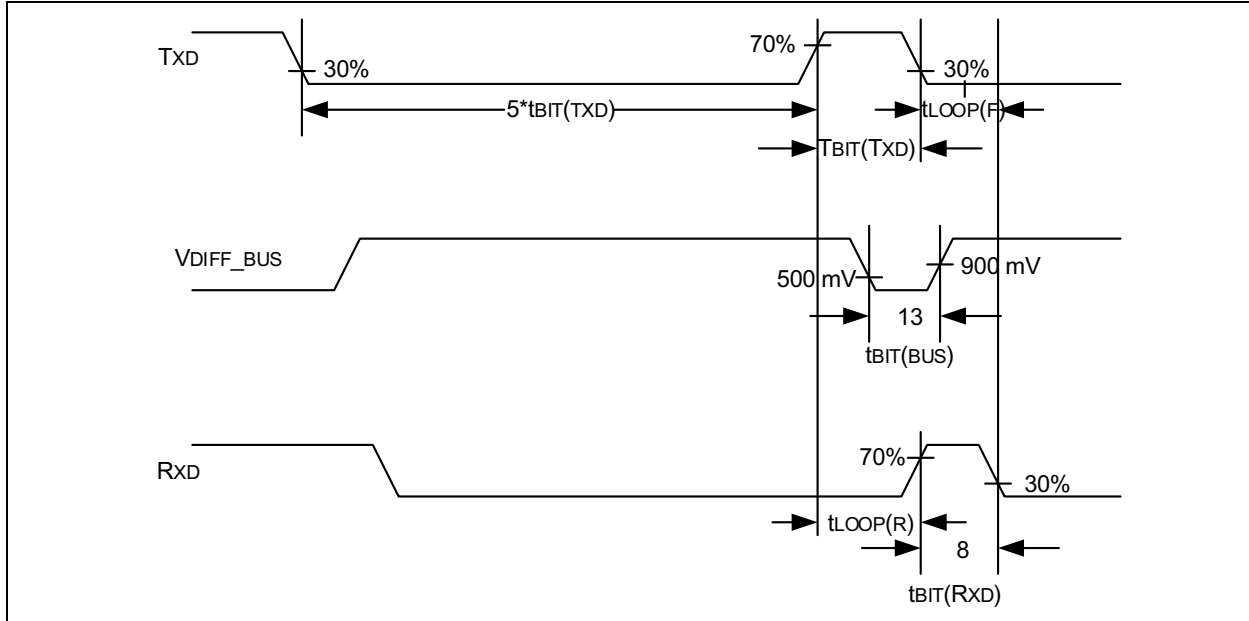 TXD
30%
70%
30%
5*tBIT(TXD)
tLOOP(F)
TBIT(TXD)
VDIFF_BUS
500 mV
900 mV
13
tBIT(BUS)
RXD
70%
30%
tLOOP(R)
8
tBIT(RXD)